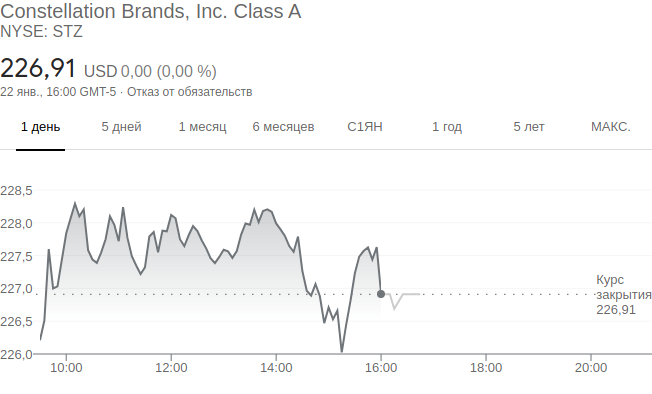 Constellation Brands, Inc. Class A
NYSE: STZ
226,91 USD 0,00 (0,00 %)
22 янв., 16:00 GMT-5 · Отказ от обязательств
1 день 5 дней 1 месяц 6 месяцев С1ЯН 1 год 5 лет МАКС.
228,5
228,0
227,5
227,0
226,5
226,0
Курс
закрытия
226,91
10:00 12:00 14:00 16:00 18:00 20:00